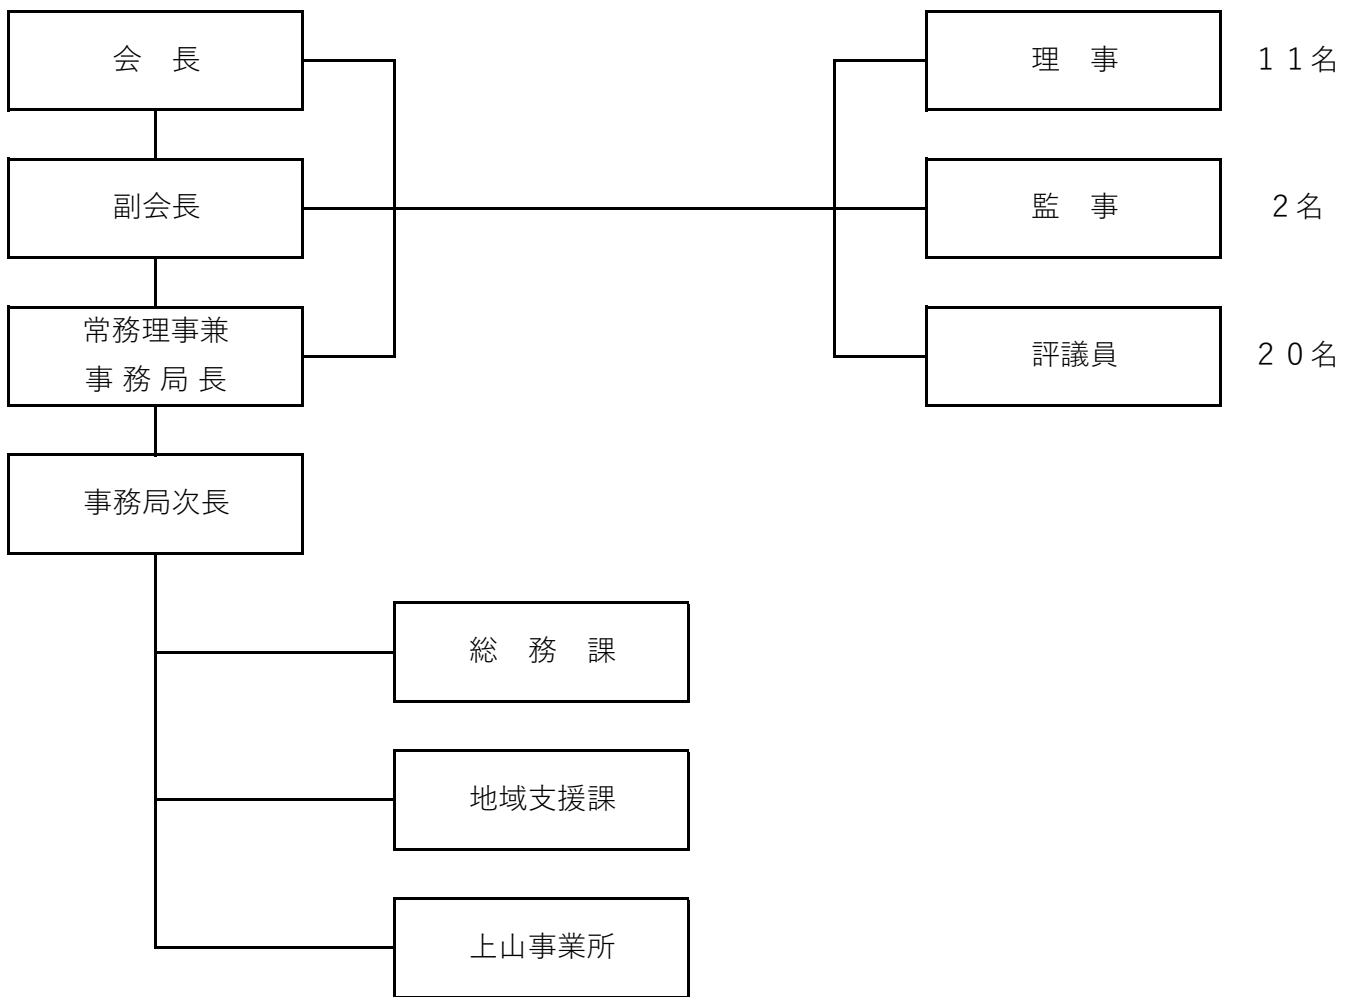 会　長
理　事　１１名
副会長
監　事　２名
常務理事兼
事 務 局 長
評議員　２０名
事務局次長
総　務　課
地域支援課
上山事業所